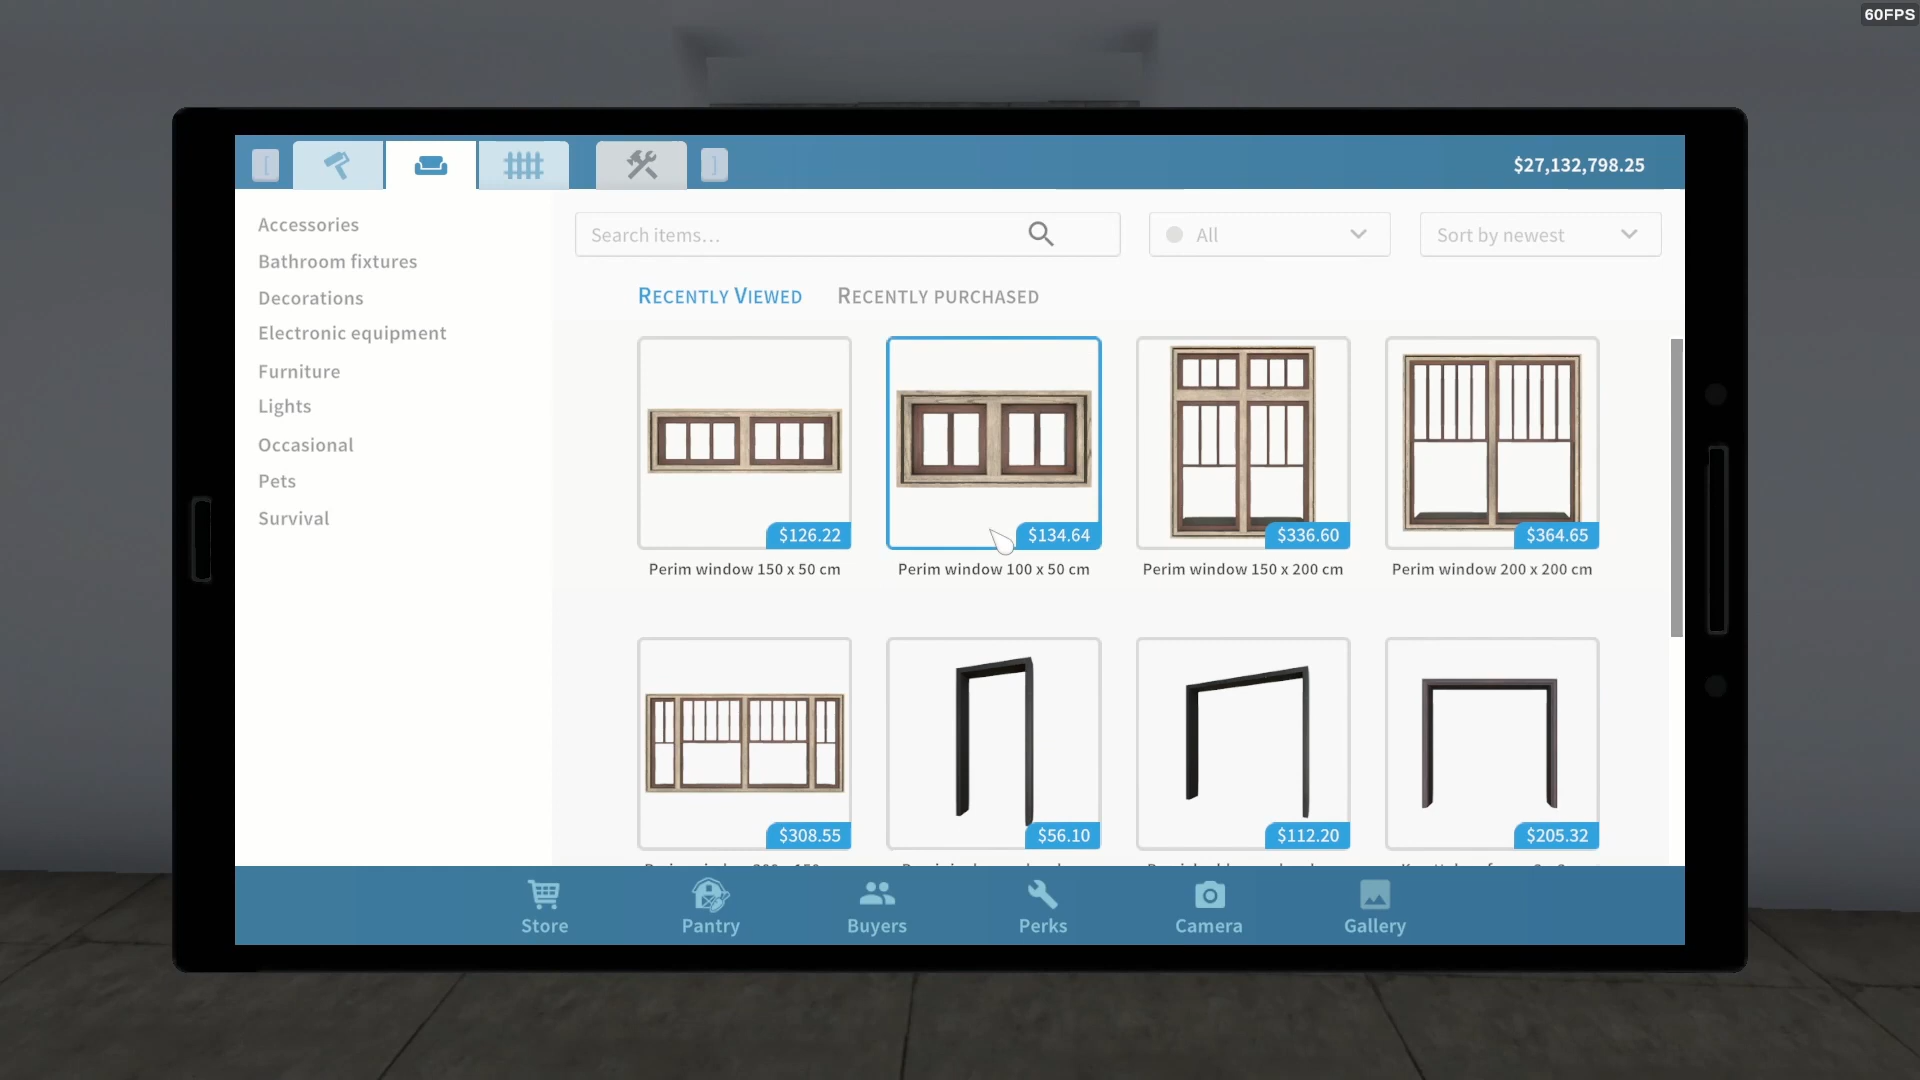 60FPS
[
]
$27,132,798.25
Accessories
Bathroom fixtures
Decorations
Electronic equipment
Furniture
Lights
Occasional
Pets
Survival
Search items...
All
Sort by newest
RECENTLY VIEWED
RECENTLY PURCHASED
$126.22
$134.64
$336.60
$364.65
Perim window 150 x 50 cm
Perim window 100 x 50 cm
Perim window 150 x 200 cm
Perim window 200 x 200 cm
$308.55
$56.10
$112.20
$205.32
Store
Pantry
Buyers
Perks
Camera
Gallery